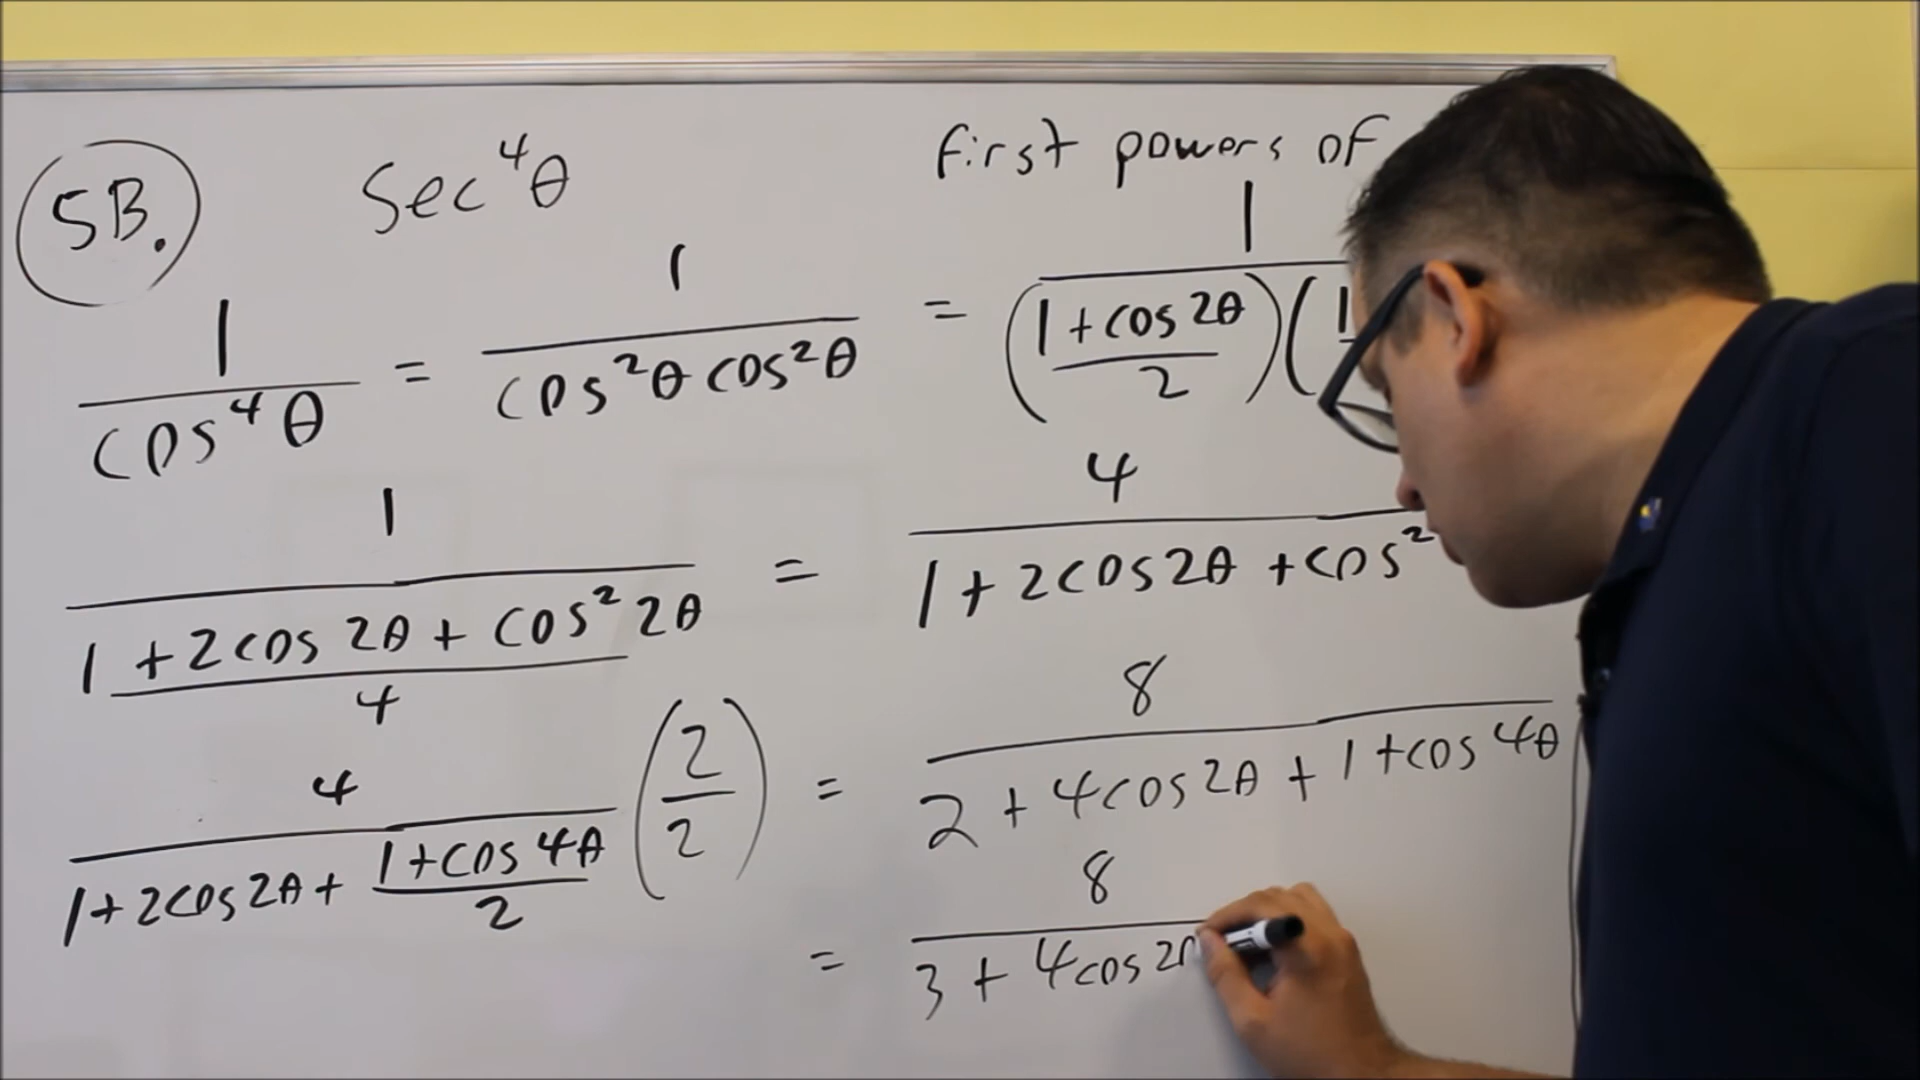 5B. sec⁴θ first powers of
1/cos⁴θ = 1/(cos²θ cos²θ) = 1/((1+cos 2θ)/2)(1
1/((1+2cos 2θ + cos² 2θ)/4) = 4/(1+2cos2θ + cos²
4/(1+2cos2θ + (1+cos 4θ)/2) (2/2) = 8/(2+4cos2θ+1+cos 4θ)
= 8/(3+4cos 2